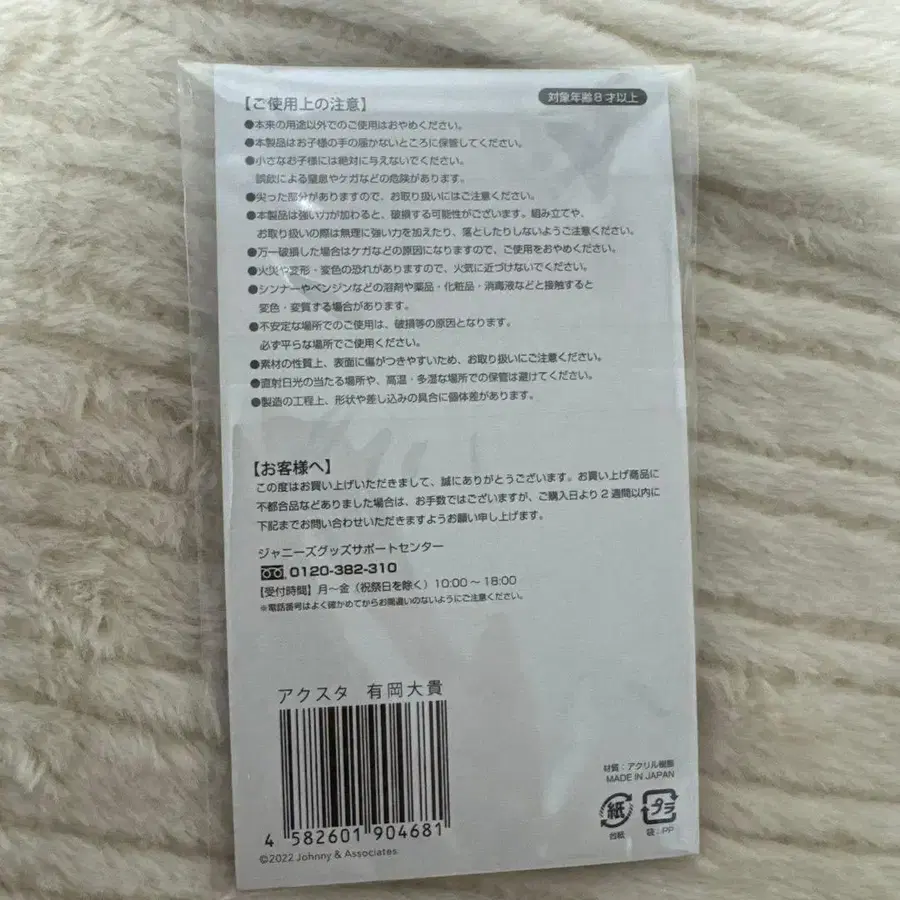 【ご使用上の注意】
対象年齢8才以上
●本来の用途以外でのご使用はおやめください。
●本製品はお子様の手の届かないところに保管してください。
●小さなお子様には絶対に与えないでください。
誤飲による窒息やケガなどの危険があります。
●尖った部分がありますので、お取り扱いにはご注意ください。
●本製品は強い力が加わると、破損する可能性がございます。組み立てや、
お取り扱いの際は無理に強い力を加えたり、落としたりしないようご注意ください。
●万一破損した場合はケガなどの原因になりますので、ご使用をおやめください。
●火災や変形・変色の恐れがありますので、火気に近づけないでください。
●シンナーやベンジンなどの溶剤や薬品・化粧品・消毒液などと接触すると
変色・変質する場合があります。
●不安定な場所でのご使用は、破損等の原因となります。
必ず平らな場所でご使用ください。
●素材の性質上、表面に傷がつきやすいため、お取り扱いにご注意ください。
●直射日光の当たる場所や、高温・多湿な場所での保管は避けてください。
●製造の工程上、形状や差し込みの具合に個体差があります。
【お客様へ】
この度はお買い上げいただきまして、誠にありがとうございます。お買い上げ商品に
不都合品などありました場合は、お手数ではございますが、ご購入日より2週間以内に
下記までお問い合わせいただきますようお願い申し上げます。
ジャニーズグッズサポートセンター
0120-382-310
【受付時間】月～金（祝祭日を除く）10:00～18:00
※電話番号はよく確かめてからお間違いのないようにご注意ください。
アクスタ 有岡大貴
4 582601 904681
©2022 Johnny & Associates
材質：アクリル樹脂
MADE IN JAPAN
紙
プラ
台紙
袋：PP